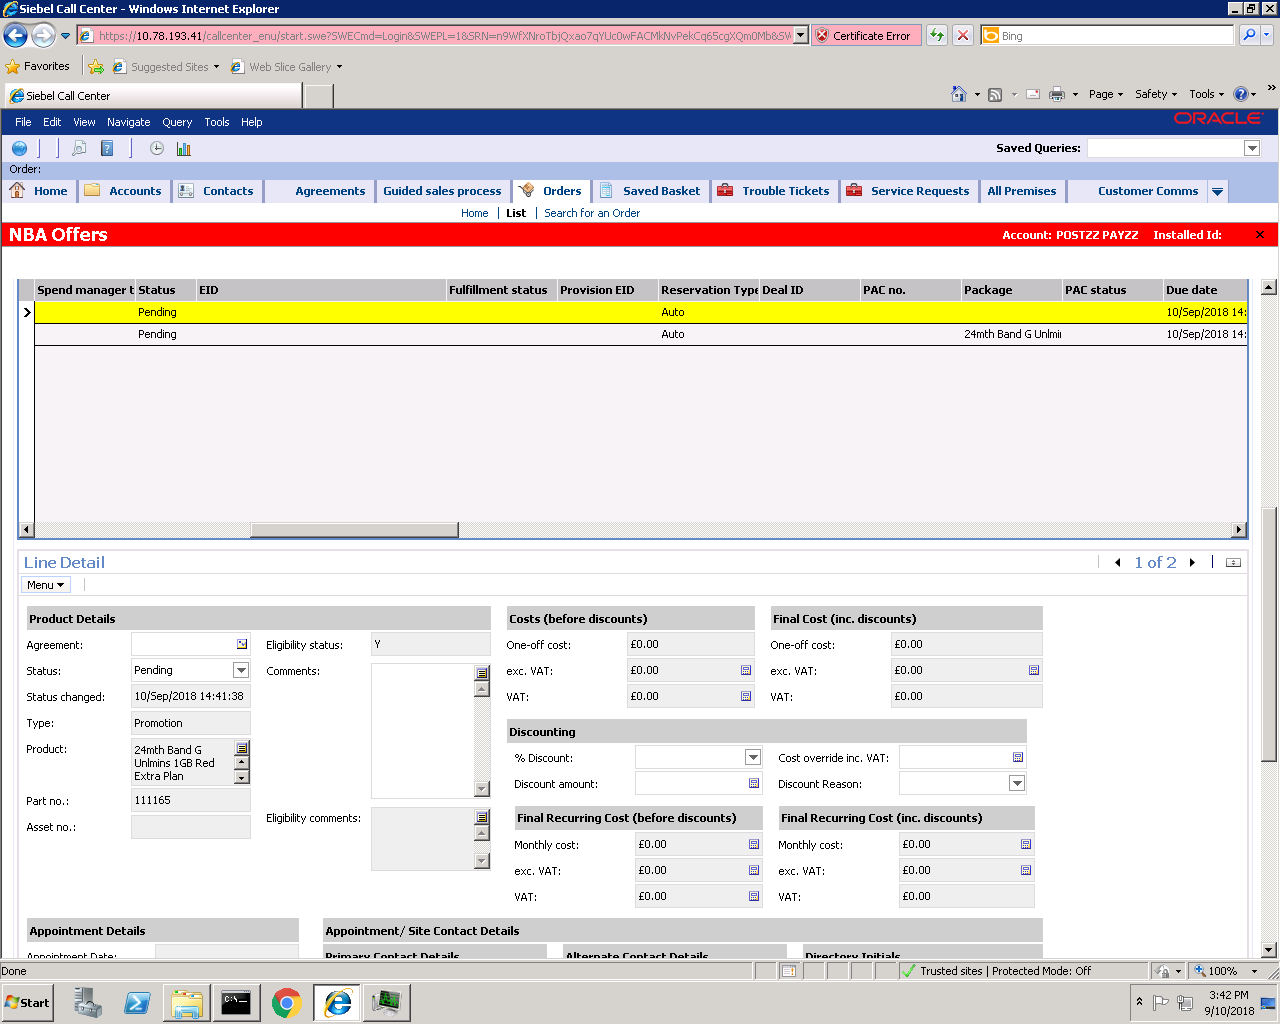 Siebel Call Center - Windows Internet Explorer
https://10.78.193.41/callcenter_enu/start.swe?SWECmd=Login&SWEPL=1&SRN=n9WfXNroTbjQxao7qYUc0wFACMkNvPekCq65cgXQm0Mb&SW
Certificate Error
Bing
Favorites
Suggested Sites
Web Slice Gallery
Siebel Call Center
Page
Safety
Tools
File Edit View Navigate Query Tools Help
ORACLE
Saved Queries:
Order:
Home
Accounts
Contacts
Agreements
Guided sales process
Orders
Saved Basket
Trouble Tickets
Service Requests
All Premises
Customer Comms
Home | List | Search for an Order
NBA Offers
Account: POSTZZ PAYZZ Installed Id:
Spend manager t Status EID Fulfillment status Provision EID Reservation Type Deal ID PAC no. Package PAC status Due date
Pending Auto 10/Sep/2018 14:
Pending Auto 24mth Band G Unlmi 10/Sep/2018 14:
Line Detail
1 of 2
Menu
Product Details
Agreement:
Status: Pending
Status changed: 10/Sep/2018 14:41:38
Type: Promotion
Product: 24mth Band G
Unlmins 1GB Red
Extra Plan
Part no.: 111165
Asset no.:
Eligibility status: Y
Comments:
Eligibility comments:
Costs (before discounts)
One-off cost: £0.00
exc. VAT: £0.00
VAT: £0.00
Final Cost (inc. discounts)
One-off cost: £0.00
exc. VAT: £0.00
VAT: £0.00
Discounting
% Discount:
Cost override inc. VAT:
Discount amount:
Discount Reason:
Final Recurring Cost (before discounts)
Monthly cost: £0.00
exc. VAT: £0.00
VAT: £0.00
Final Recurring Cost (inc. discounts)
Monthly cost: £0.00
exc. VAT: £0.00
VAT: £0.00
Appointment Details
Appointment Date:
Appointment/ Site Contact Details
Primary Contact Details
Alternate Contact Details
Directory Initials
Done
Trusted sites | Protected Mode: Off
100%
Start
3:42 PM
9/10/2018